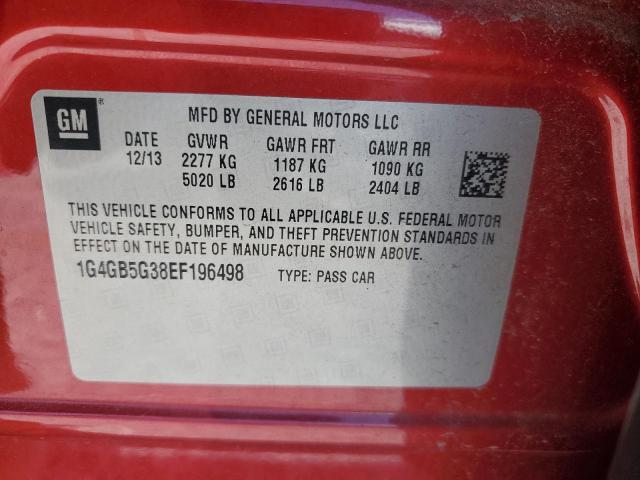 GM®
MFD BY GENERAL MOTORS LLC
DATE GVWR GAWR FRT GAWR RR
12/13 2277 KG 1187 KG 1090 KG
5020 LB 2616 LB 2404 LB
THIS VEHICLE CONFORMS TO ALL APPLICABLE U.S. FEDERAL MOTOR
VEHICLE SAFETY, BUMPER, AND THEFT PREVENTION STANDARDS IN
EFFECT ON THE DATE OF MANUFACTURE SHOWN ABOVE.
1G4GB5G38EF196498 TYPE: PASS CAR